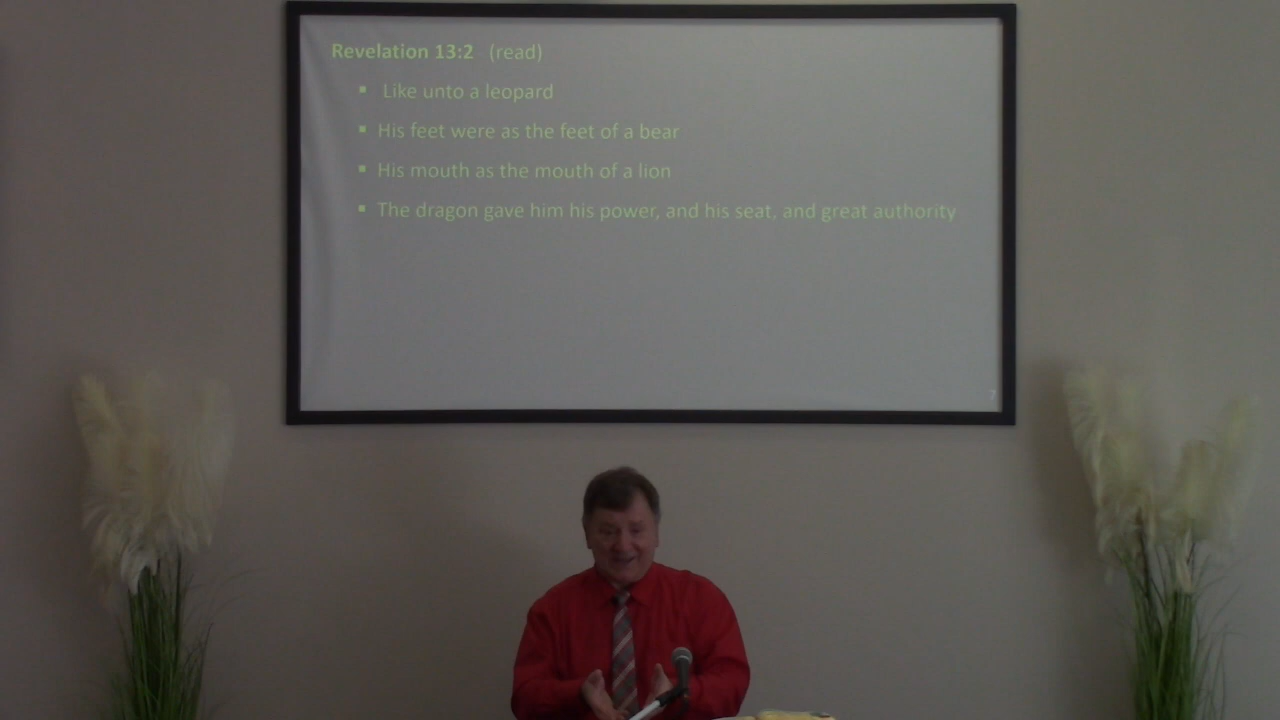 Revelation 13:2 (read)
▪ Like unto a leopard
▪ His feet were as the feet of a bear
▪ His mouth as the mouth of a lion
▪ The dragon gave him his power, and his seat, and great authority
7